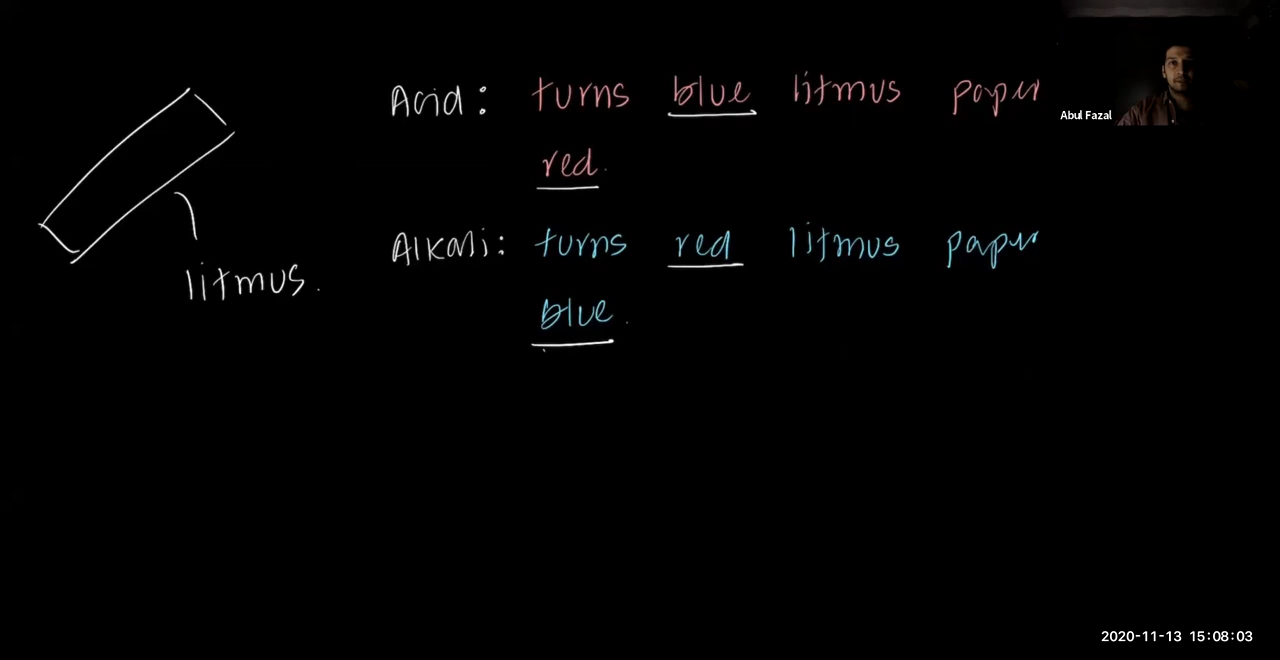 Acid: turns blue litmus paper
red.
Abul Fazal
Alkali: turns red litmus paper
blue.
litmus.
2020-11-13 15:08:03